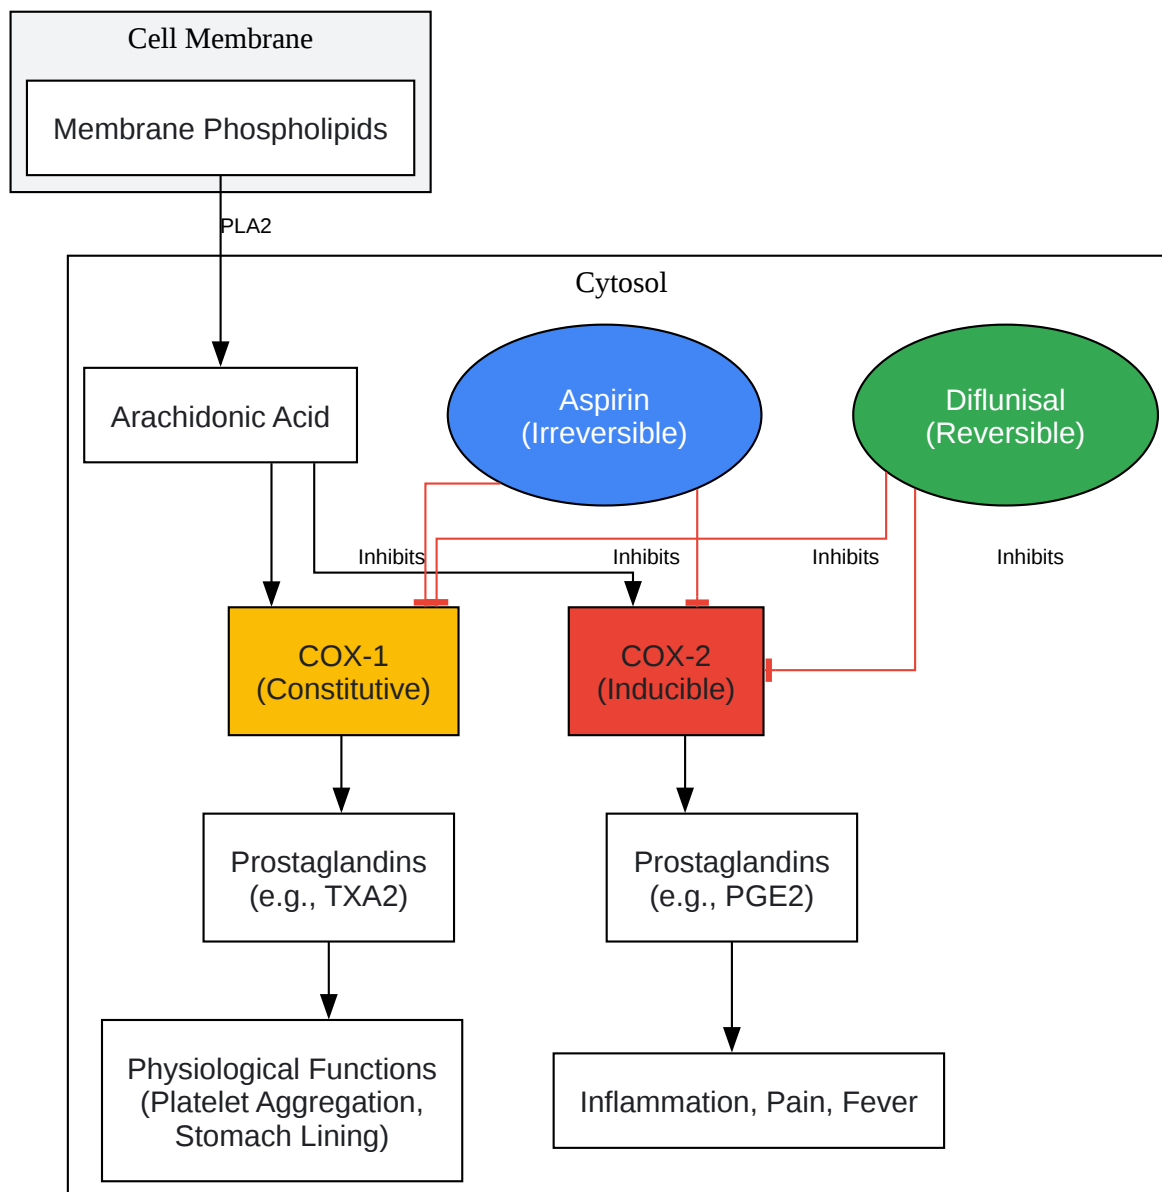 Cell Membrane
Membrane Phospholipids
PLA2
Cytosol
Arachidonic Acid
Aspirin
(Irreversible)
Diflunisal
(Reversible)
Inhibits
Inhibits
Inhibits
Inhibits
COX-1
(Constitutive)
COX-2
(Inducible)
Prostaglandins
(e.g., TXA2)
Prostaglandins
(e.g., PGE2)
Physiological Functions
(Platelet Aggregation,
Stomach Lining)
Inflammation, Pain, Fever